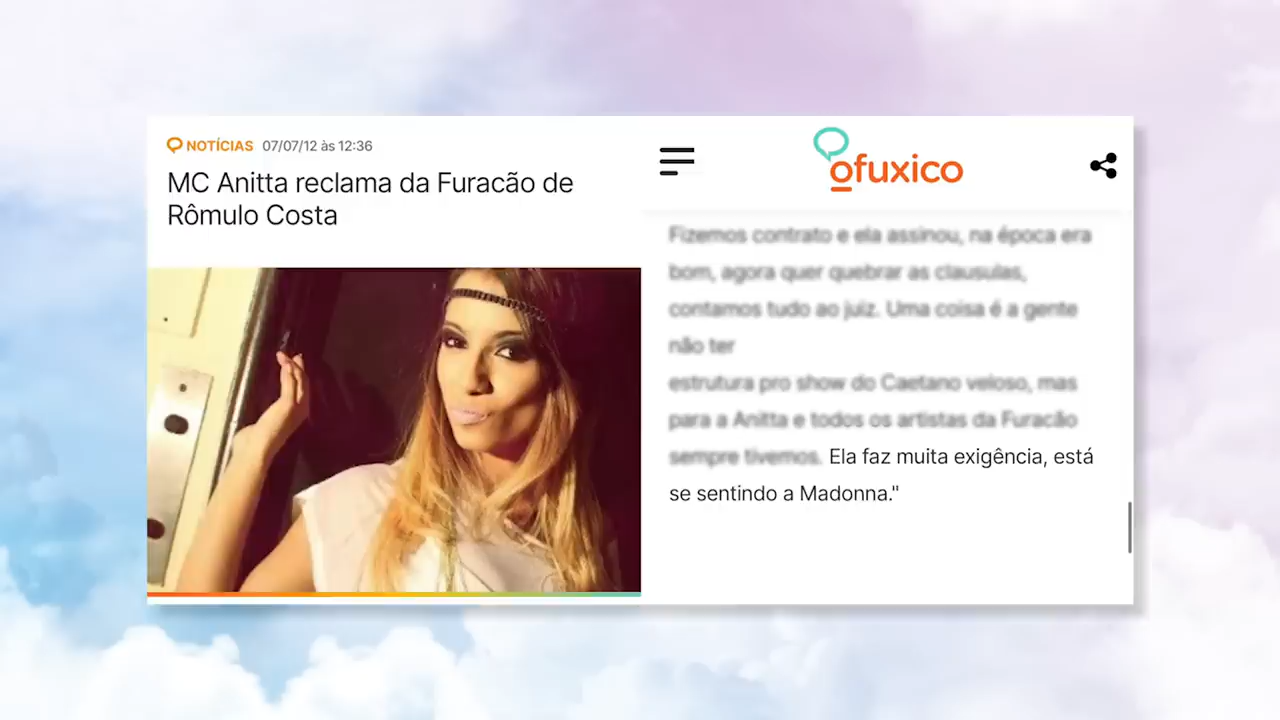 NOTÍCIAS 07/07/12 às 12:36
MC Anitta reclama da Furacão de
Rômulo Costa
ofuxico
Fizemos contrato e ela assinou, na época era
bom, agora quer quebrar as clausulas,
contamos tudo ao juiz. Uma coisa é a gente
não ter
estrutura pro show do Caetano veloso, mas
para a Anitta e todos os artistas da Furacão
sempre tivemos. Ela faz muita exigência, está
se sentindo a Madonna."